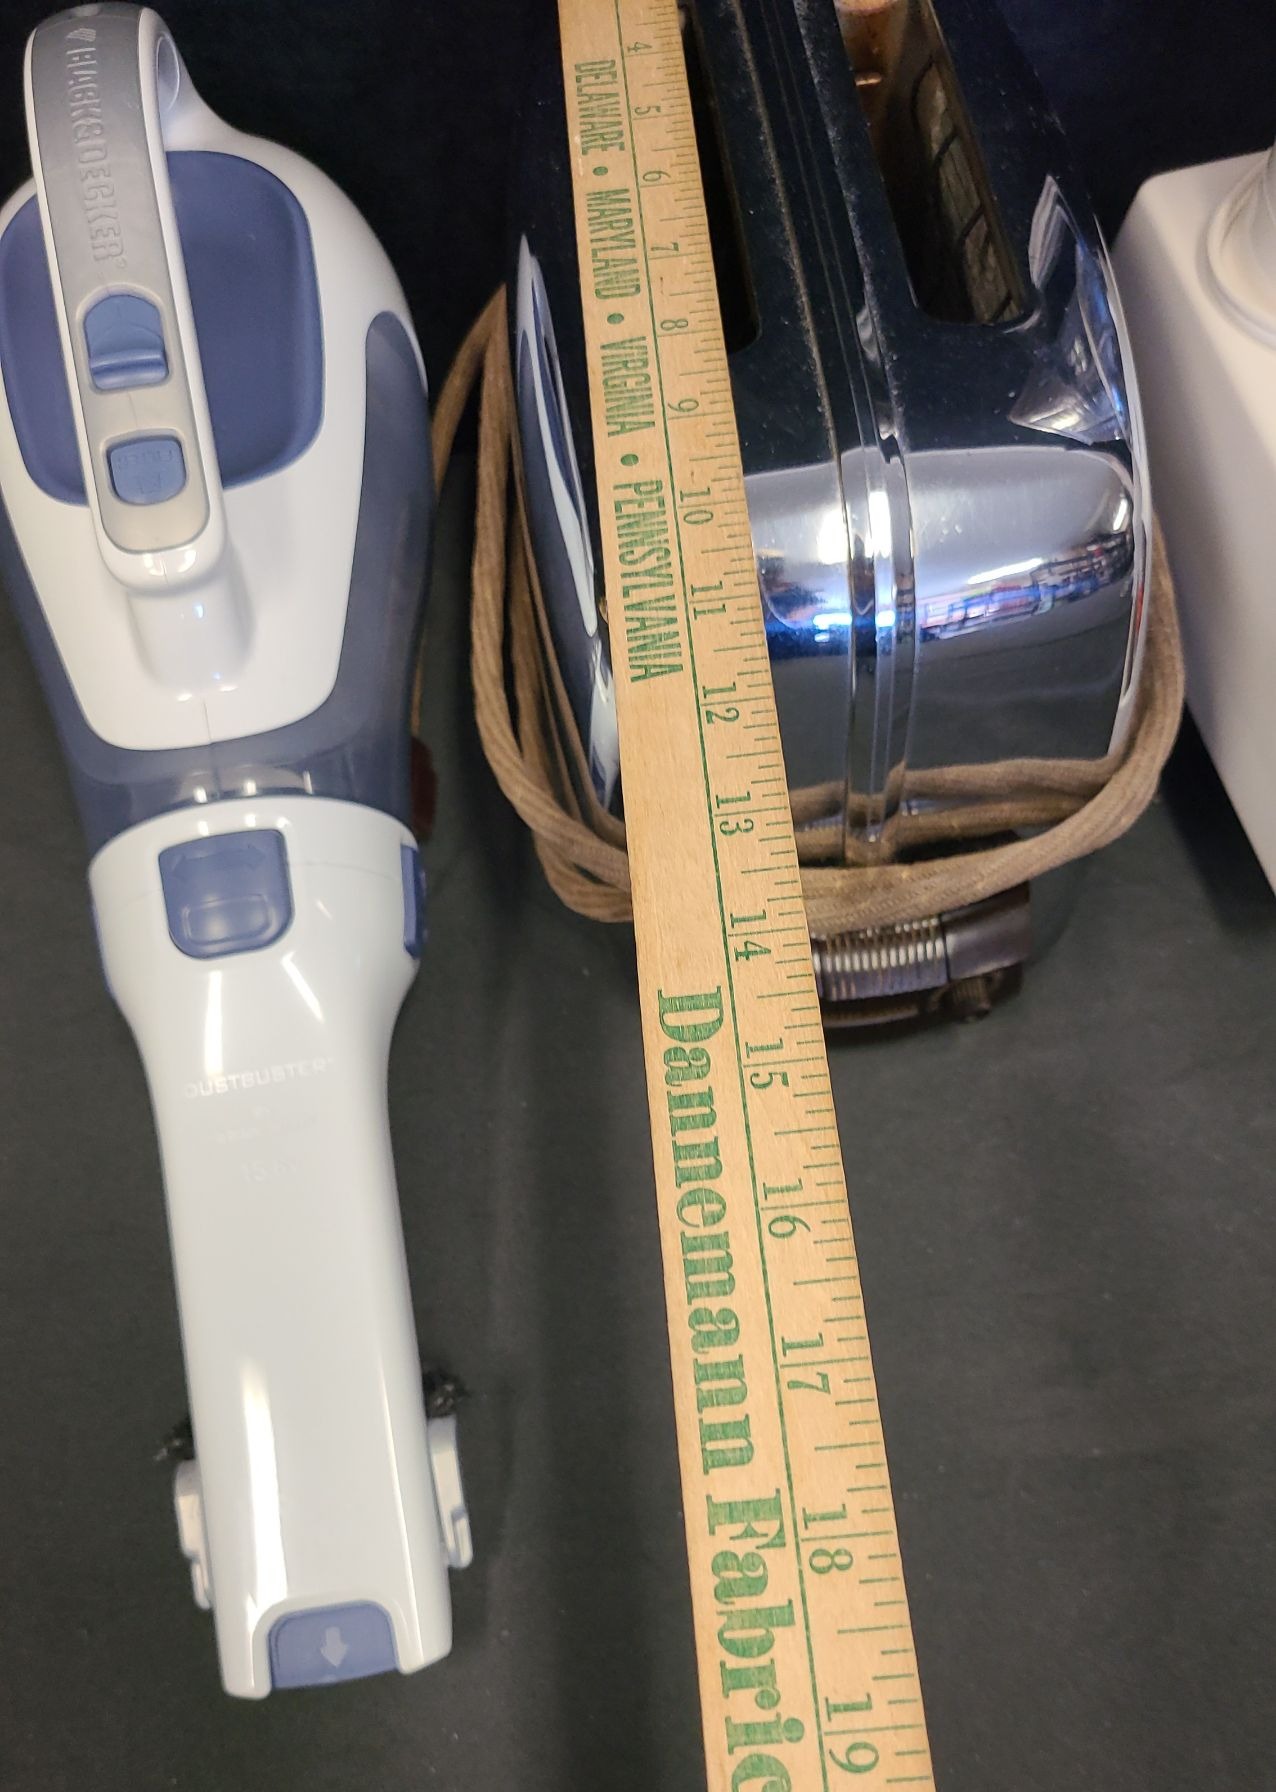 BLACK&DECKER
DUSTBUSTER
DELAWARE • MARYLAND • VIRGINIA • PENNSYLVANIA
Dannemann Fabric
4 5 6 7 8 9 10 11 12 13 14 15 16 17 18 19